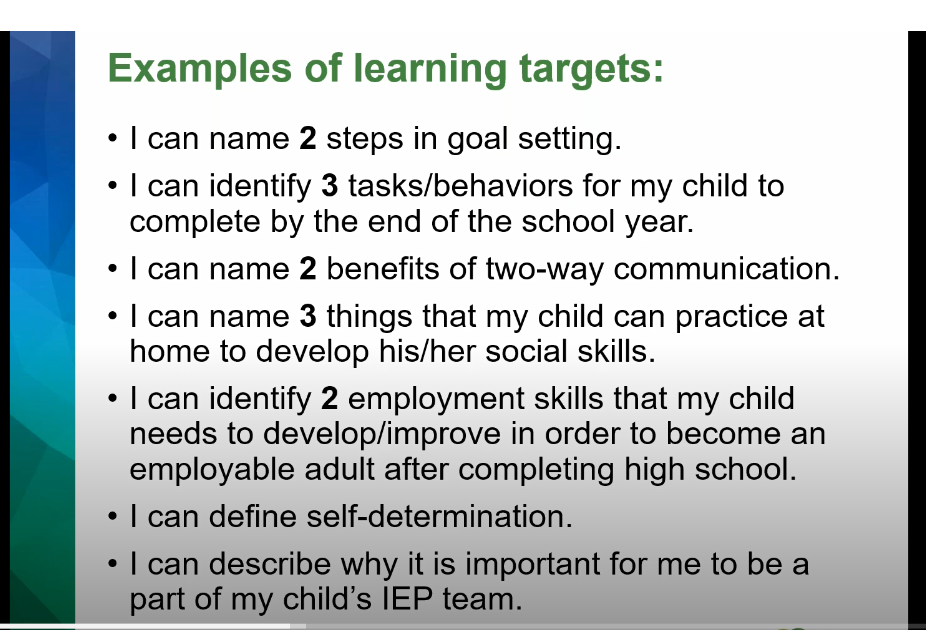 Examples of learning targets:
• I can name 2 steps in goal setting.
• I can identify 3 tasks/behaviors for my child to
complete by the end of the school year.
• I can name 2 benefits of two-way communication.
• I can name 3 things that my child can practice at
home to develop his/her social skills.
• I can identify 2 employment skills that my child
needs to develop/improve in order to become an
employable adult after completing high school.
• I can define self-determination.
• I can describe why it is important for me to be a
part of my child’s IEP team.